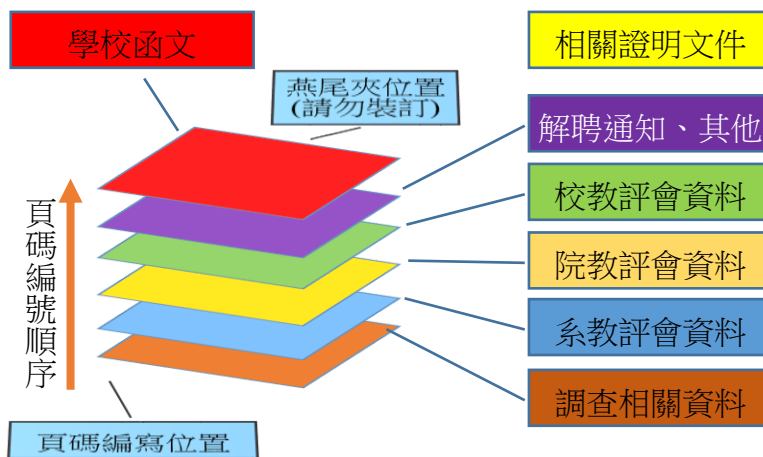 學校函文
相關證明文件
燕尾夾位置
(請勿裝訂)
解聘通知、其他
校教評會資料
院教評會資料
系教評會資料
調查相關資料
頁碼編號順序
頁碼編寫位置